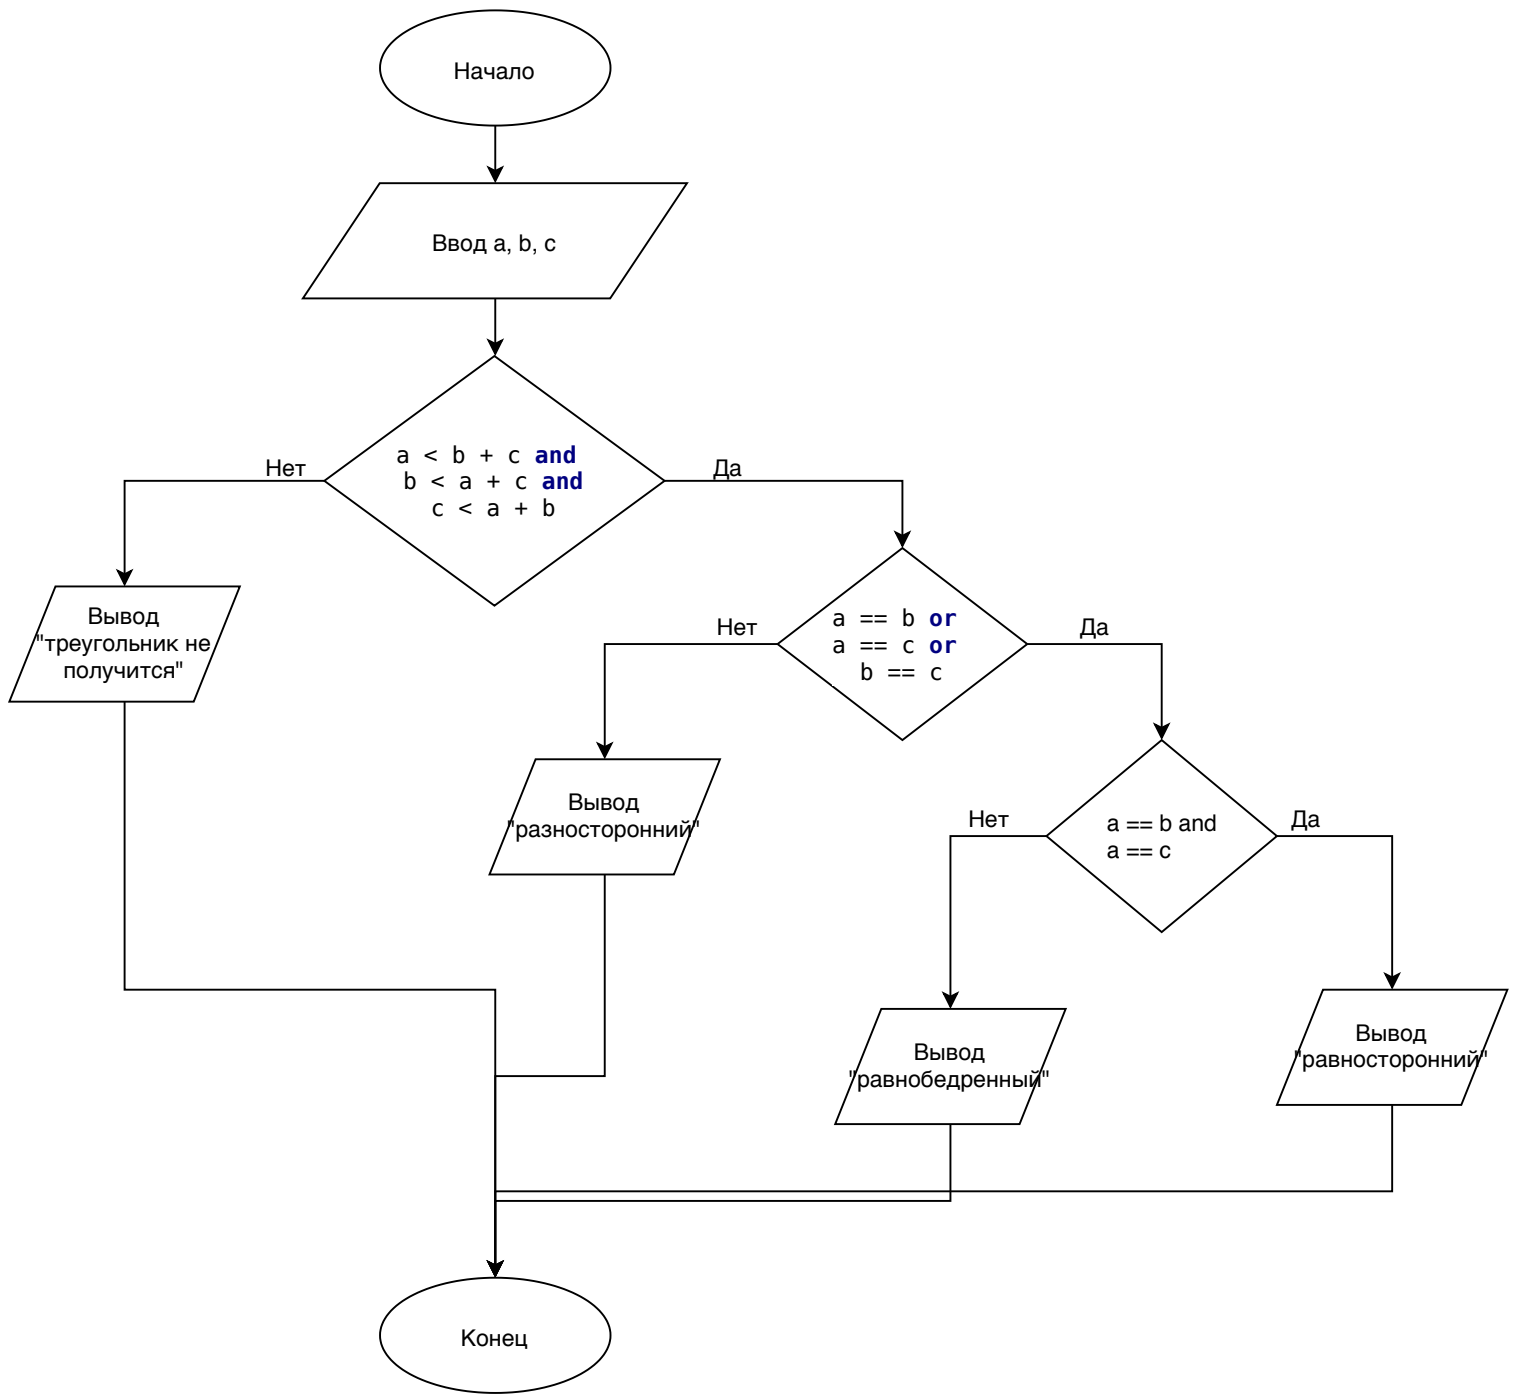 Начало
Ввод a, b, c
a < b + c and
b < a + c and
c < a + b
Нет
Да
Вывод
"треугольник не
получится"
a == b or
a == c or
b == c
Нет
Да
Вывод
"разносторонний"
a == b and
a == c
Нет
Да
Вывод
"равнобедренный"
Вывод
"равносторонний"
Конец